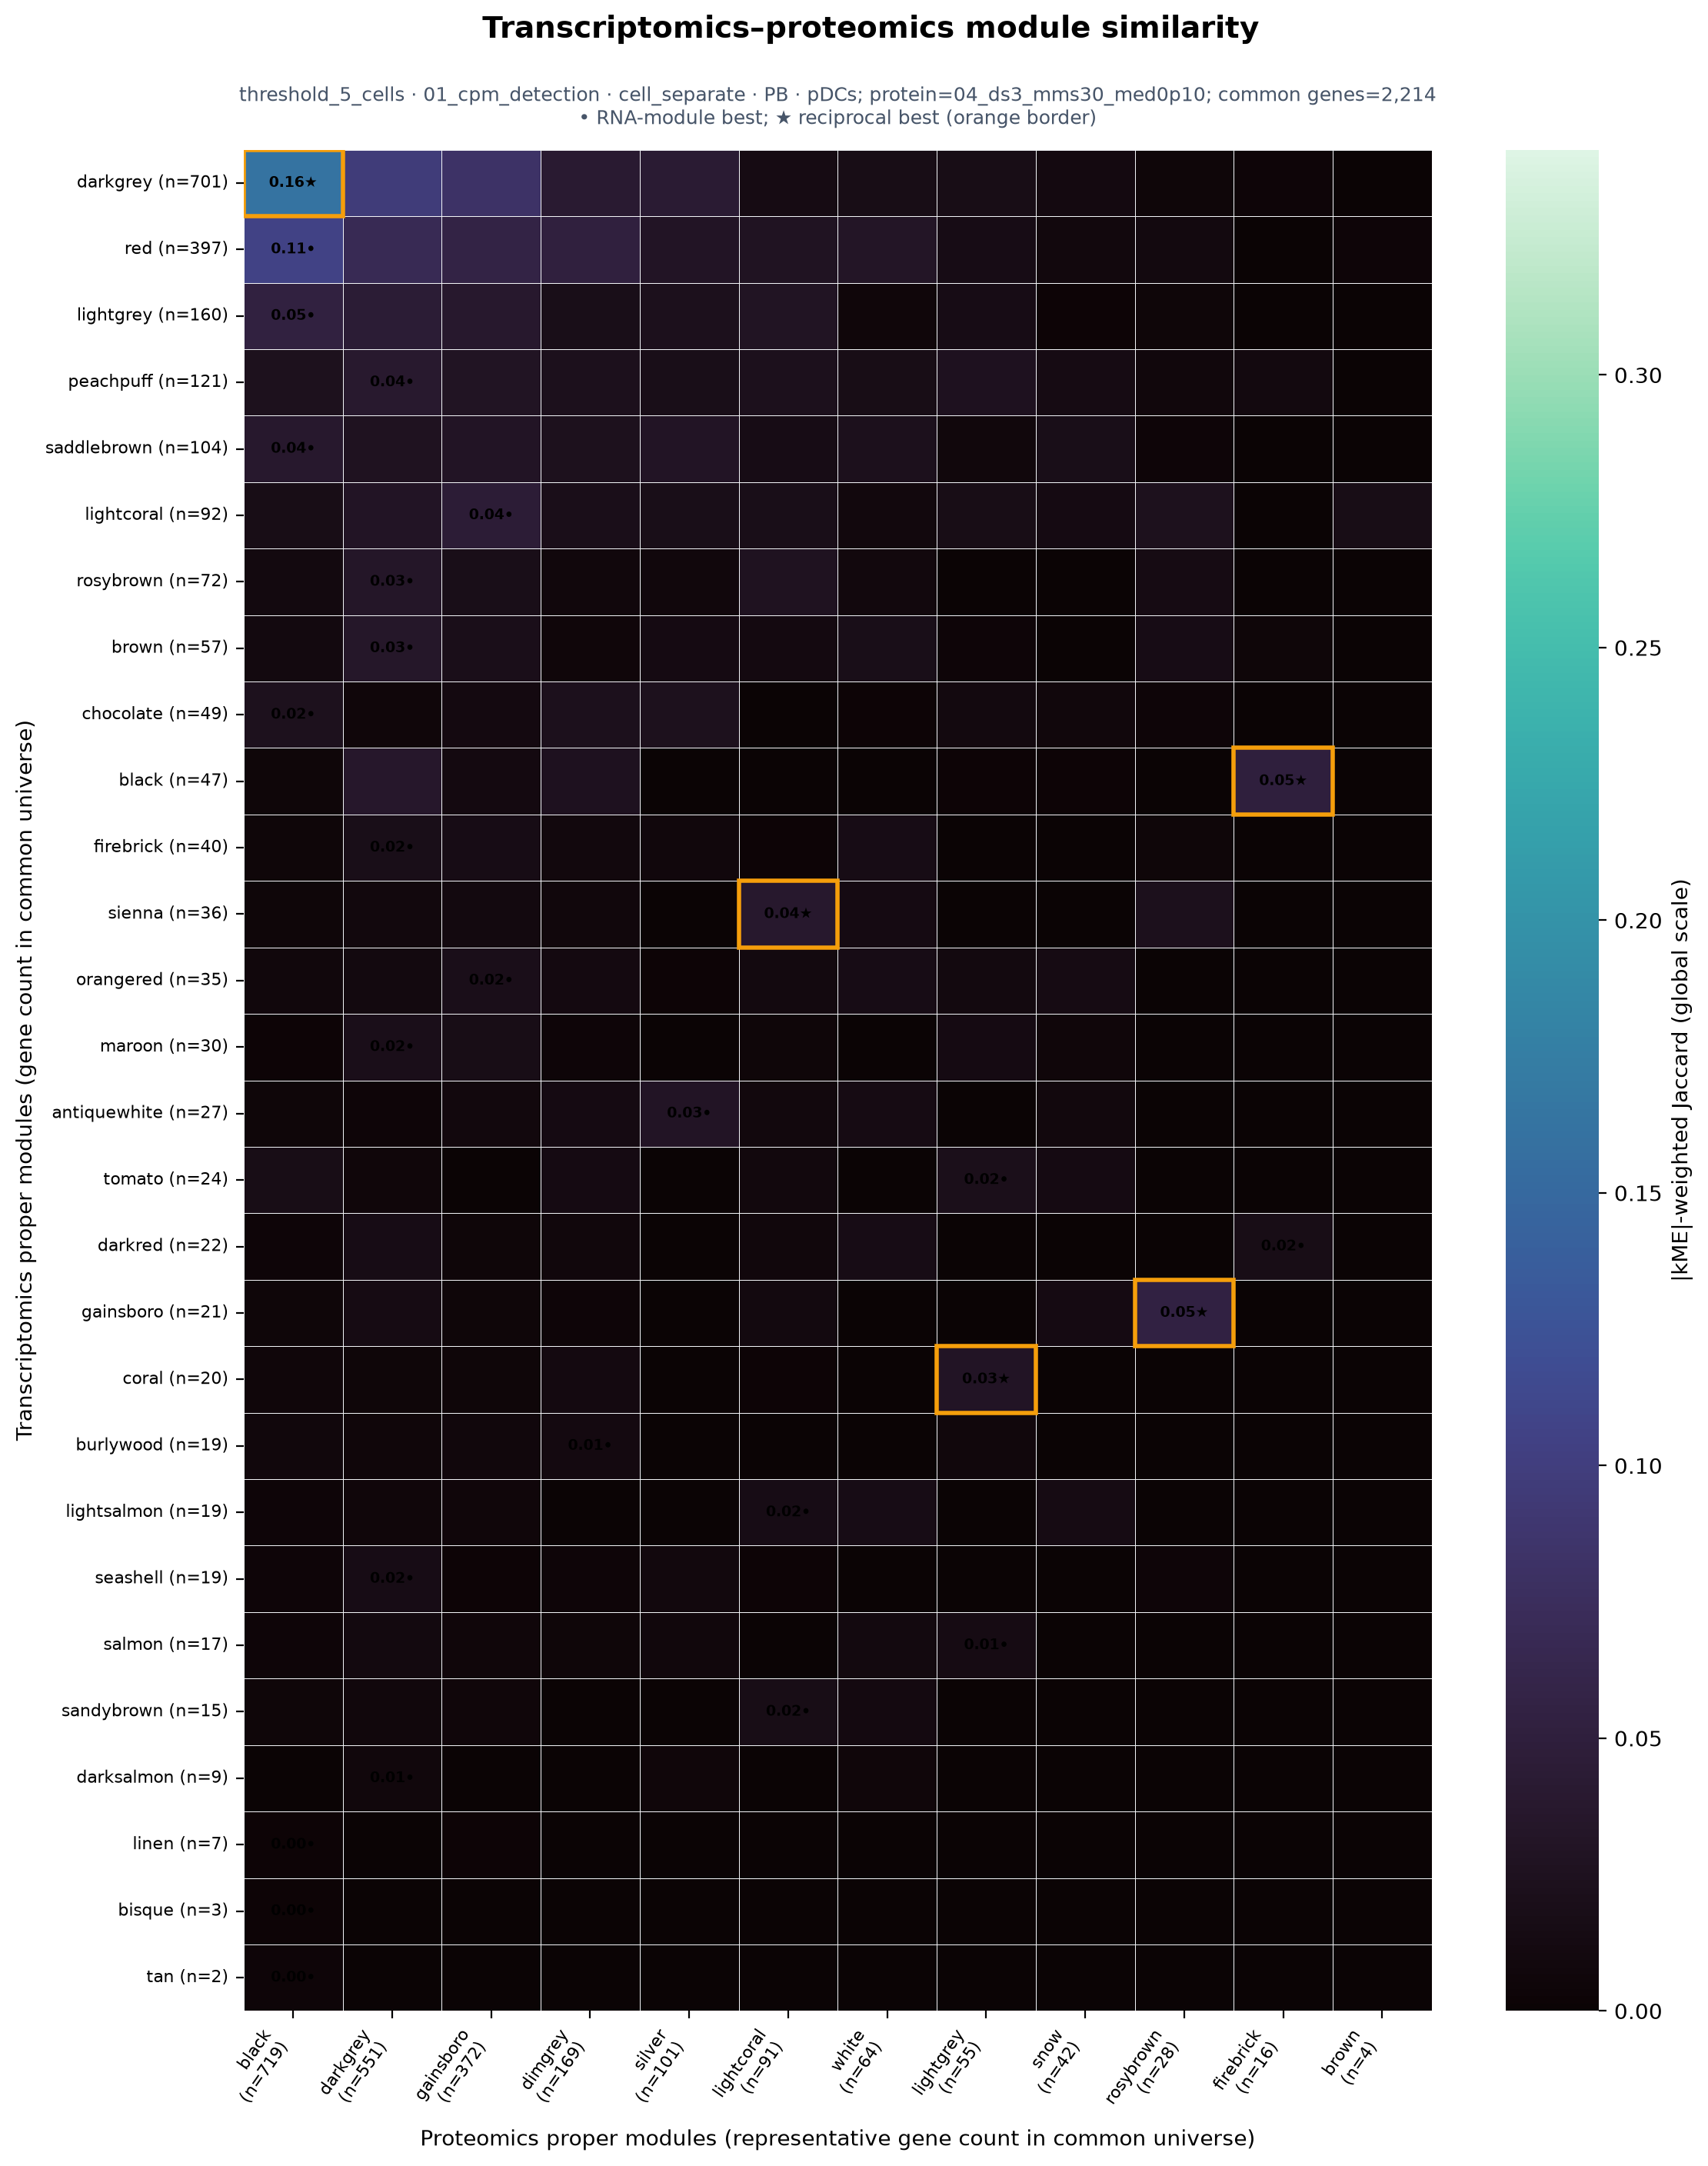 Transcriptomics–proteomics module similarity
threshold_5_cells · 01_cpm_detection · cell_separate · PB · pDCs; protein=04_ds3_mms30_med0p10; common genes=2,214
• RNA-module best; ★ reciprocal best (orange border)
Transcriptomics proper modules (gene count in common universe)
darkgrey (n=701)
0.16★
red (n=397)
0.11•
lightgrey (n=160)
0.05•
peachpuff (n=121)
0.04•
saddlebrown (n=104)
0.04•
lightcoral (n=92)
0.04•
rosybrown (n=72)
0.03•
brown (n=57)
0.03•
chocolate (n=49)
0.02•
black (n=47)
0.05★
firebrick (n=40)
0.02•
sienna (n=36)
0.04★
orangered (n=35)
0.02•
maroon (n=30)
0.02•
antiquewhite (n=27)
0.03•
tomato (n=24)
0.02•
darkred (n=22)
0.02•
gainsboro (n=21)
0.05★
coral (n=20)
0.03★
burlywood (n=19)
0.01•
lightsalmon (n=19)
0.02•
seashell (n=19)
0.02•
salmon (n=17)
0.01•
sandybrown (n=15)
0.02•
darksalmon (n=9)
0.01•
linen (n=7)
0.00•
bisque (n=3)
0.00•
tan (n=2)
0.00•
black
(n=719)
darkgrey
(n=551)
gainsboro
(n=372)
dimgrey
(n=169)
silver
(n=101)
lightcoral
(n=91)
white
(n=64)
lightgrey
(n=55)
snow
(n=42)
rosybrown
(n=28)
firebrick
(n=16)
brown
(n=4)
Proteomics proper modules (representative gene count in common universe)
0.30
0.25
0.20
0.15
0.10
0.05
0.00
|kME|-weighted Jaccard (global scale)